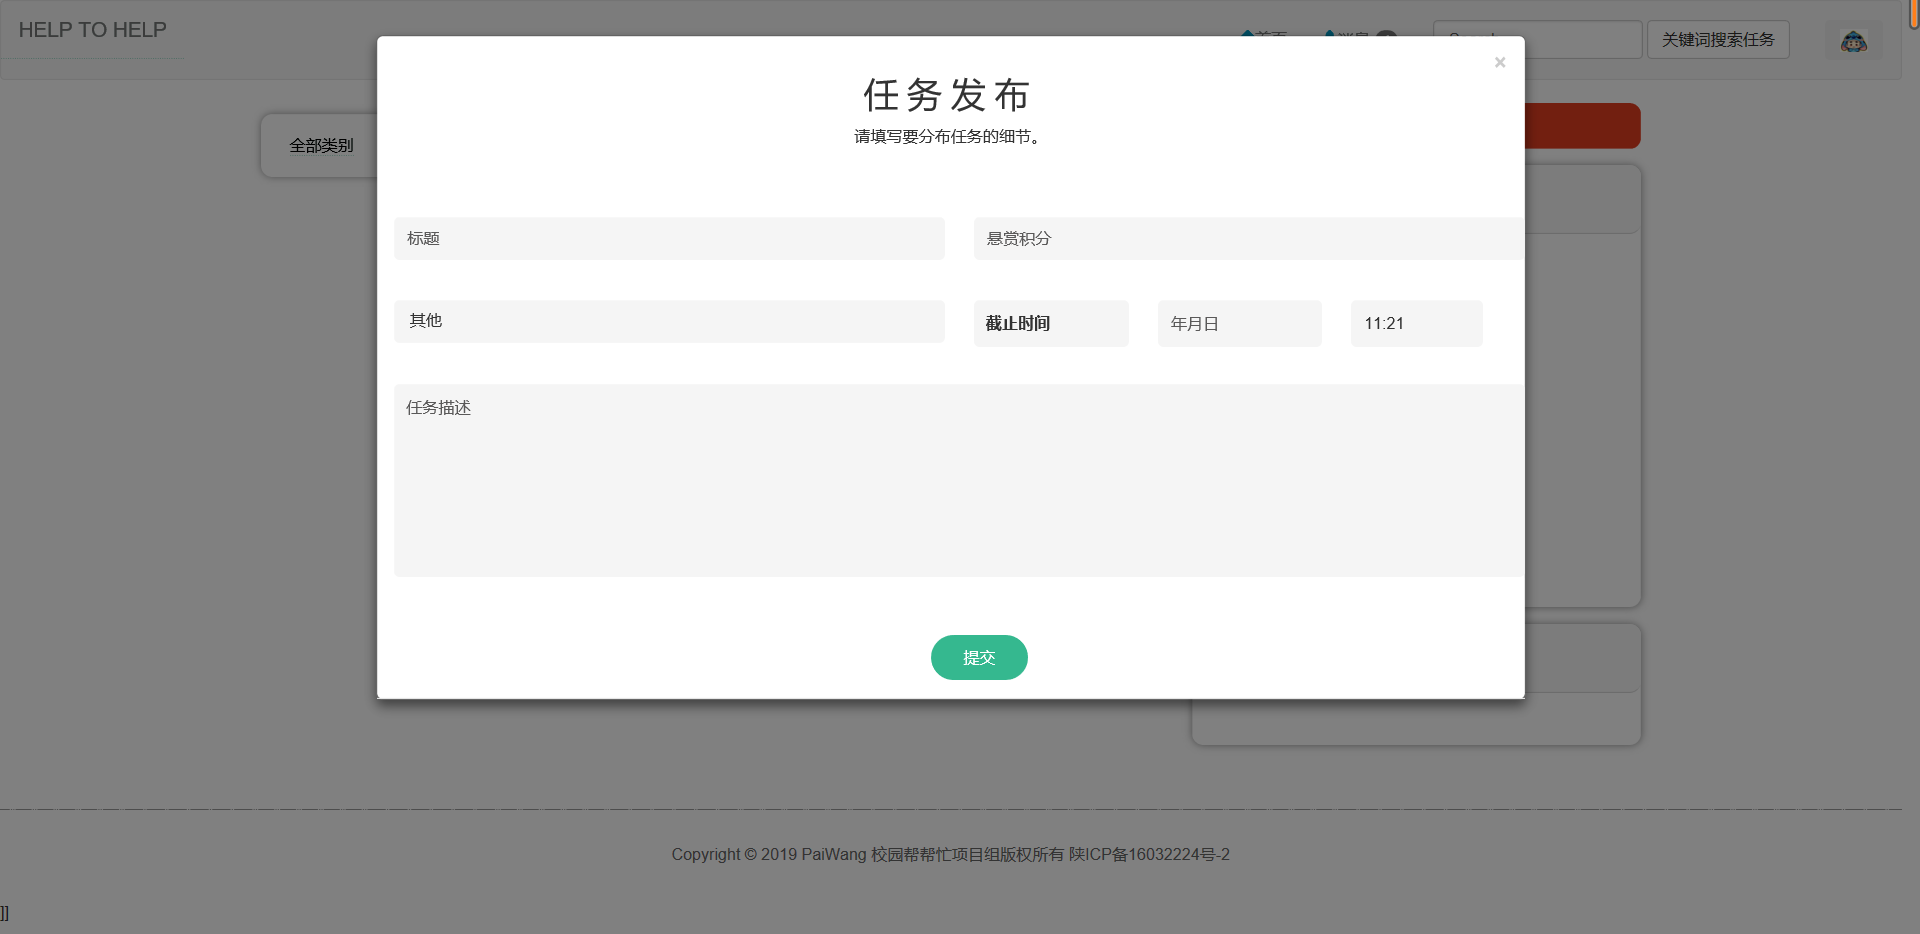 HELP TO HELP
关键词搜索任务
×
任务发布
请填写要分布任务的细节。
全部类别
标题
悬赏积分
其他
截止时间
年月日
11:21
任务描述
提交
Copyright © 2019 PaiWang 校园帮帮忙项目组版权所有 陕ICP备16032224号-2
]]